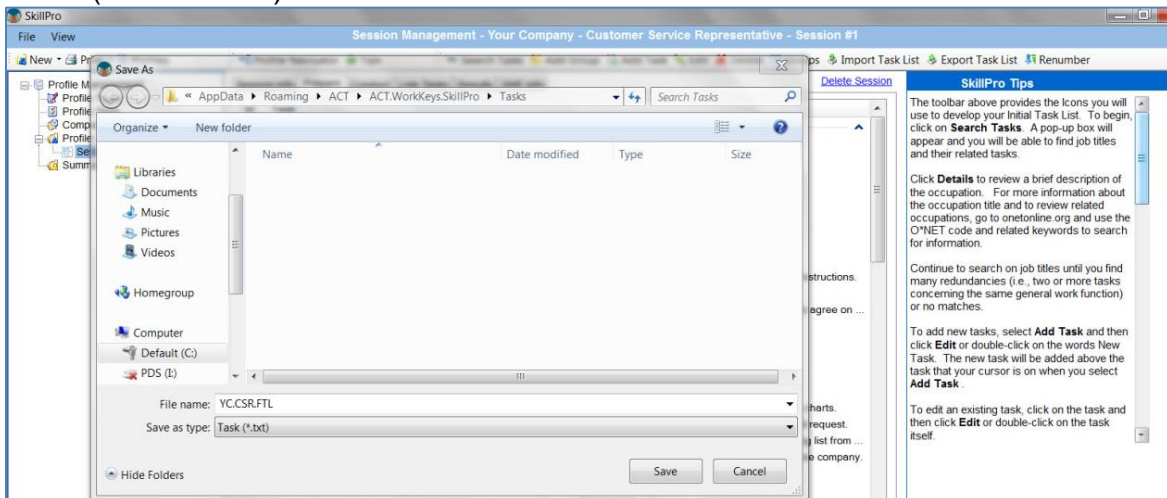 SkillPro
File View
Session Management - Your Company - Customer Service Representative - Session #1
New
Save As
ps Import Task List Export Task List Renumber
« AppData Roaming ACT ACT.WorkKeys.SkillPro Tasks
Search Tasks
Delete Session
Organize New folder
Name Date modified Type Size
Profile M
Profile
Profile
Comp
Profile
Se
Summ
Libraries
Documents
Music
Pictures
Videos
Homegroup
Computer
Default (C:)
PDS (I:)
File name: YC.CSR.FTL
Save as type: Task (*.txt)
Hide Folders
Save Cancel
structions.
agree on ...
charts.
request.
g list from ...
e company.
SkillPro Tips
The toolbar above provides the Icons you will
use to develop your Initial Task List. To begin,
click on Search Tasks. A pop-up box will
appear and you will be able to find job titles
and their related tasks.
Click Details to review a brief description of
the occupation. For more information about
the occupation title and to review related
occupations, go to onetonline.org and use the
O*NET code and related keywords to search
for information.
Continue to search on job titles until you find
many redundancies (i.e., two or more tasks
concerning the same general work function)
or no matches.
To add new tasks, select Add Task and then
click Edit or double-click on the words New
Task. The new task will be added above the
task that your cursor is on when you select
Add Task .
To edit an existing task, click on the task and
then click Edit or double-click on the task
itself.